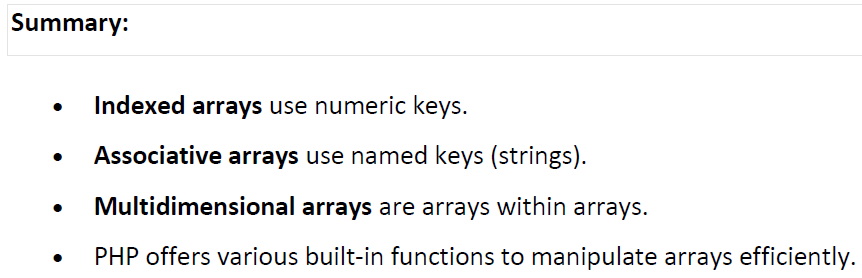 Summary:
• Indexed arrays use numeric keys.
• Associative arrays use named keys (strings).
• Multidimensional arrays are arrays within arrays.
• PHP offers various built-in functions to manipulate arrays efficiently.